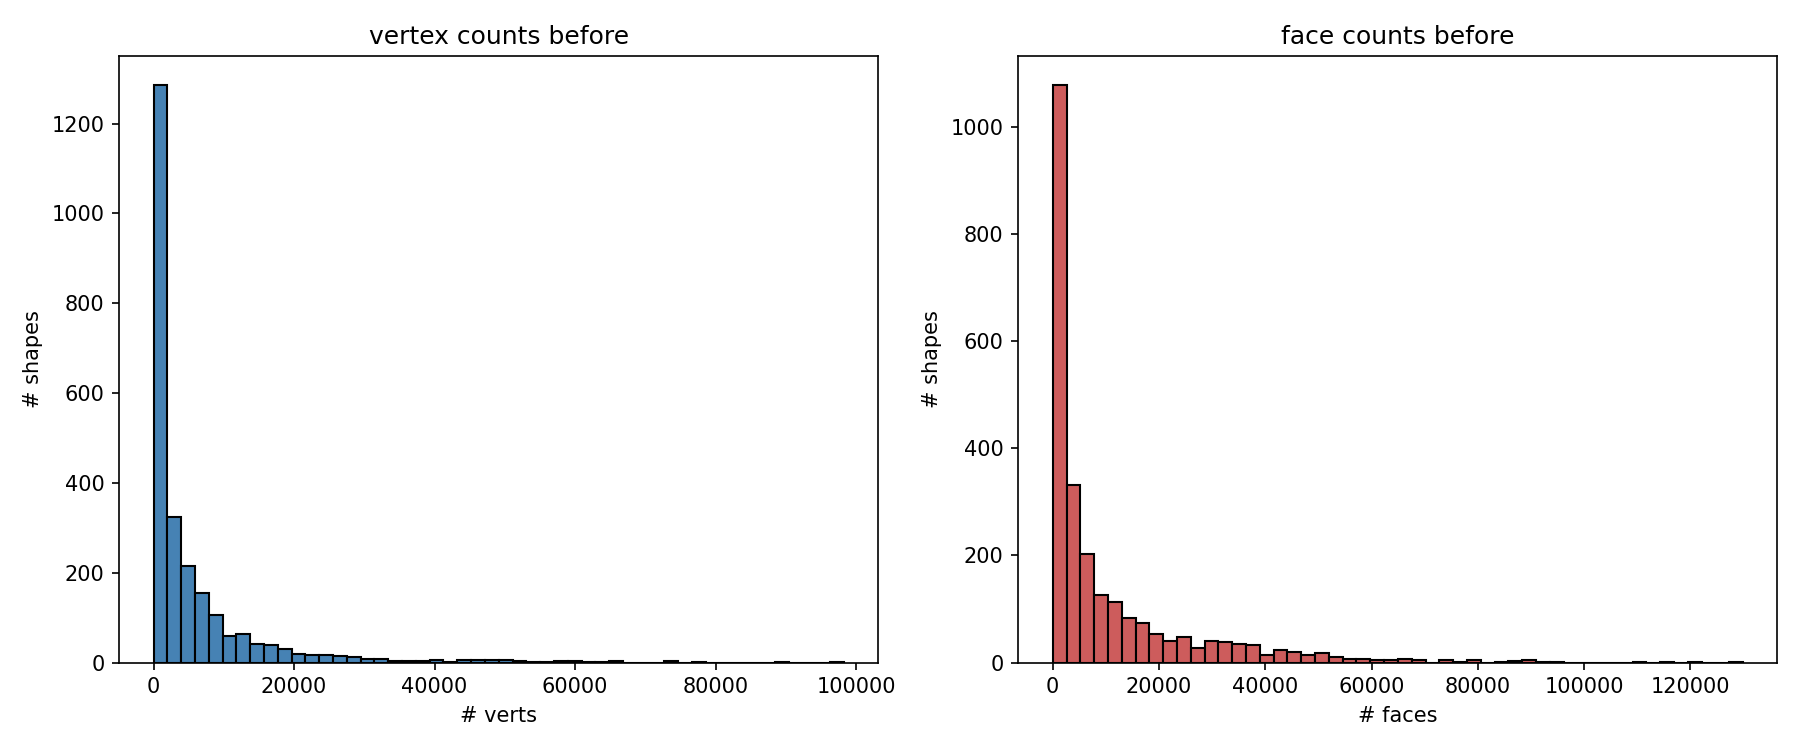 vertex counts before
# shapes
1200
1000
800
600
400
200
0
0 20000 40000 60000 80000 100000
# verts
face counts before
# shapes
1000
800
600
400
200
0
0 20000 40000 60000 80000 100000 120000
# faces